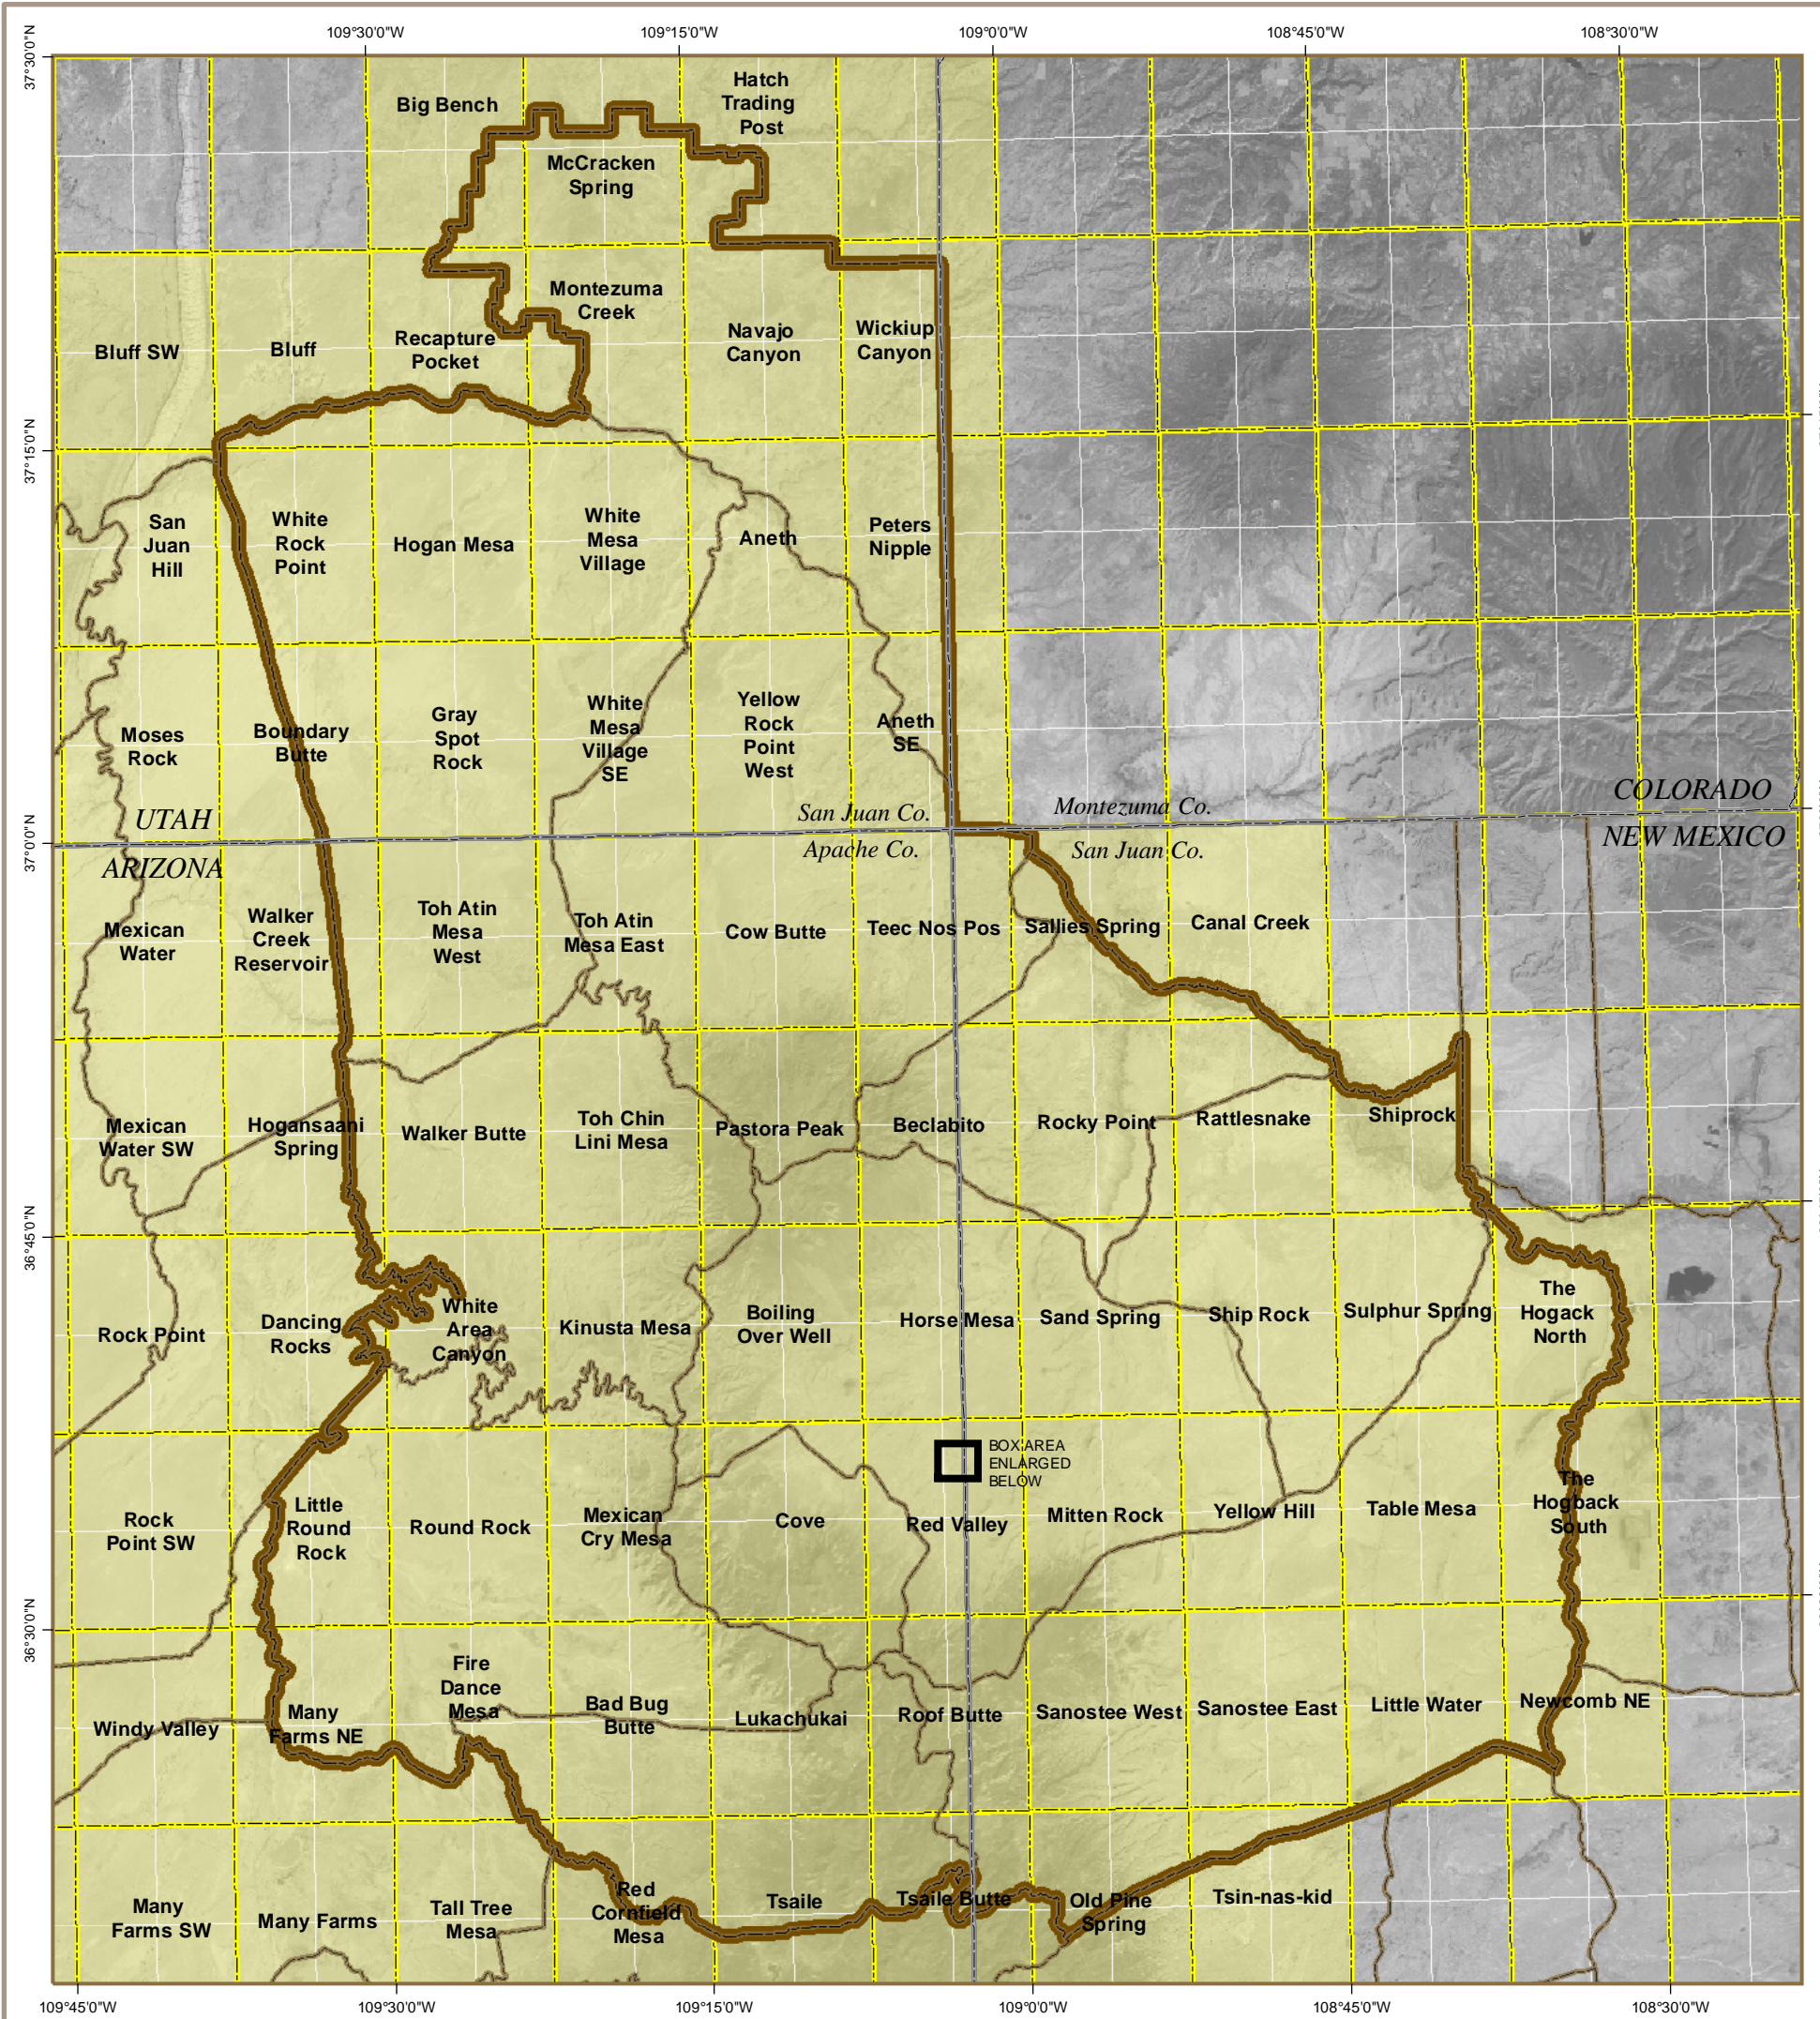 109°30'0"W
109°15'0"W
109°0'0"W
108°45'0"W
108°30'0"W
37°30'0"N
Big Bench
Hatch
Trading
Post
McCracken
Spring
Montezuma
Creek
Bluff SW
Bluff
Recapture
Pocket
Navajo
Canyon
Wickiup
Canyon
37°15'0"N
San
Juan
Hill
White
Rock
Point
Hogan Mesa
White
Mesa
Village
Aneth
Peters
Nipple
Moses
Rock
Boundary
Butte
Gray
Spot
Rock
White
Mesa
Village
SE
Yellow
Rock
Point
West
Aneth
SE
UTAH
San Juan Co.
Montezuma Co.
COLORADO
37°0'0"N
ARIZONA
Apache Co.
San Juan Co.
NEW MEXICO
Mexican
Water
Walker
Creek
Reservoir
Toh Atin
Mesa
West
Toh Atin
Mesa East
Cow Butte
Teec Nos Pos
Sallies Spring
Canal Creek
Mexican
Water SW
Hogansaani
Spring
Walker Butte
Toh Chin
Lini Mesa
Pastora Peak
Beclabito
Rocky Point
Rattlesnake
Shiprock
36°45'0"N
Rock Point
Dancing
Rocks
White
Area
Canyon
Kinusta Mesa
Boiling
Over Well
Horse Mesa
Sand Spring
Ship Rock
Sulphur Spring
The
Hogack
North
BOX AREA
ENLARGED
BELOW
Rock
Point SW
Little
Round
Rock
Round Rock
Mexican
Cry Mesa
Cove
Red Valley
Mitten Rock
Yellow Hill
Table Mesa
The
Hogback
South
36°30'0"N
Windy Valley
Many
Farms NE
Fire
Dance
Mesa
Bad Bug
Butte
Lukachukai
Roof Butte
Sanostee West
Sanostee East
Little Water
Newcomb NE
Many
Farms SW
Many Farms
Tall Tree
Mesa
Red
Cornfield
Mesa
Tsaile
Tsaile Butte
Old Pine
Spring
Tsin-nas-kid
109°45'0"W
109°30'0"W
109°15'0"W
109°0'0"W
108°45'0"W
108°30'0"W